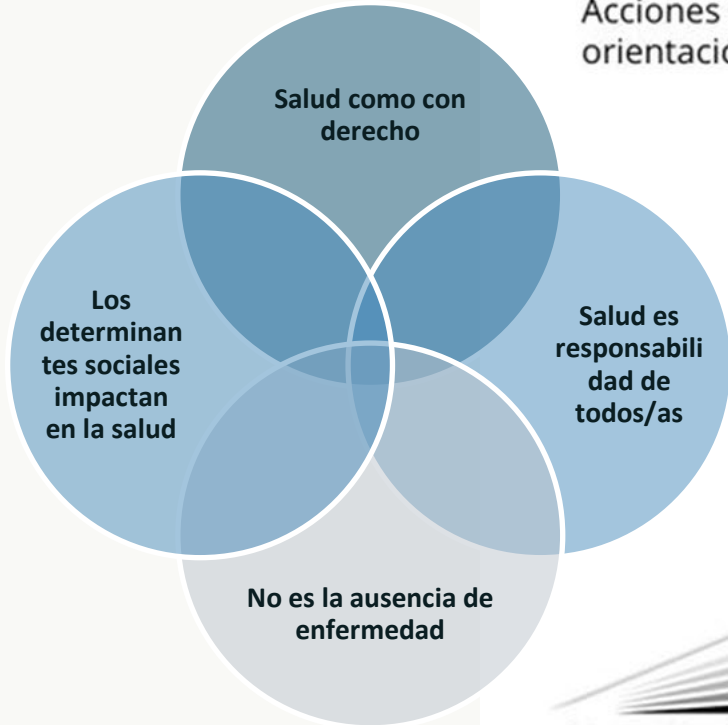 Acciones
Salud como con
derecho
Los
determinan
tes sociales
impactan
en la salud
Salud es
responsabili
dad de
todos/as
No es la ausencia de
enfermedad